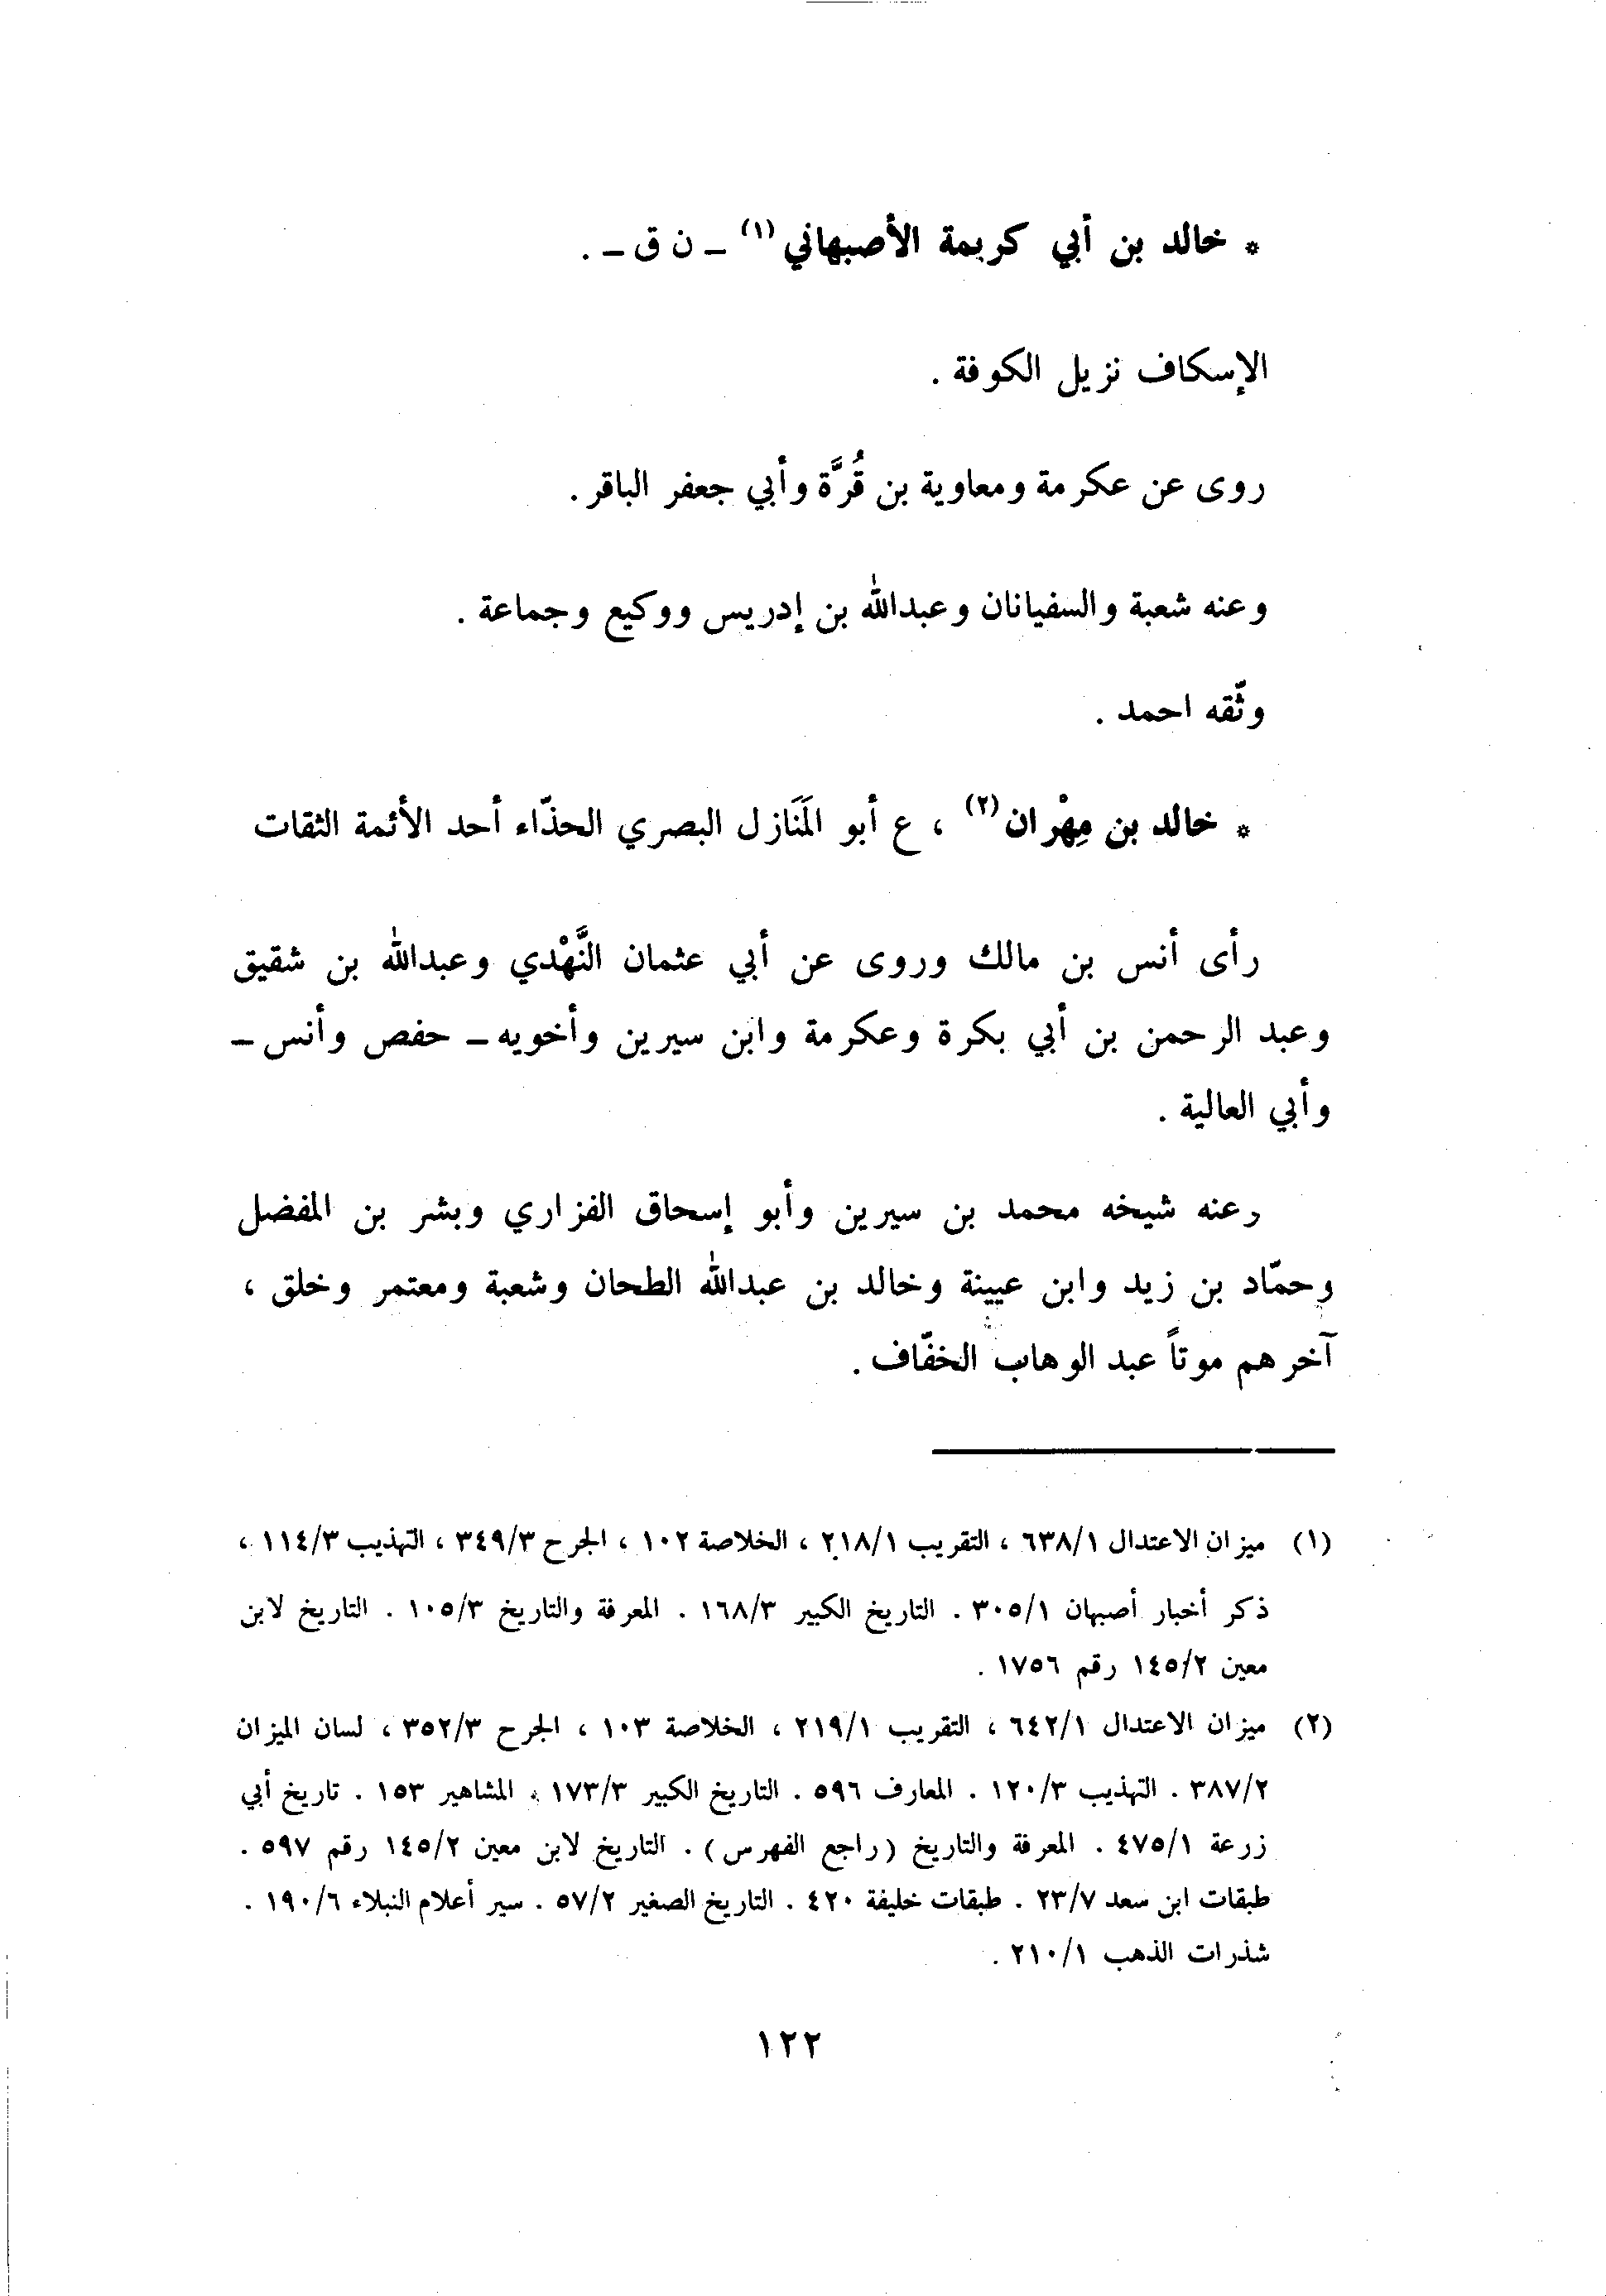 * خالد بن أبي كريمة الأصبهاني (١) ـ ن ق ـ .
الإسكاف نزيل الكوفة .
روى عن عكرمة ومعاوية بن قُرَّة وأبي جعفر الباقر .
وعنه شعبة والسفيانان وعبدالله بن إدريس ووكيع وجماعة .
وثّقه احمد .
* خالد بن مِهْران (٢) ، ع أبو المَنَازل البصري الحذّاء أحد الأئمة الثقات
رأى أنس بن مالك وروى عن أبي عثمان النَّهْدي وعبدالله بن شقيق
وعبد الرحمن بن أبي بكرة وعكرمة وابن سيرين وأخويه ـ حفص وأنس ـ
وأبي العالية .
وعنه شيخه محمد بن سيرين وأبو إسحاق الفزاري وبشر بن المفضل
وحمّاد بن زيد وابن عيينة وخالد بن عبدالله الطحان وشعبة ومعتمر وخلق ،
آخرهم موتاً عبد الوهاب الخفّاف .
(١) ميزان الاعتدال ٦٣٨/١ ، التقريب ٢١٨/١ ، الخلاصة ١٠٢ ، الجرح ٣٤٩/٣ ، التهذيب ١١٤/٣ ،
ذكر أخبار أصبهان ٣٠٥/١ . التاريخ الكبير ١٦٨/٣ . المعرفة والتاريخ ١٠٥/٣ . التاريخ لابن
معين ١٤٥/٢ رقم ١٧٥٦ .
(٢) ميزان الاعتدال ٦٤٢/١ ، التقريب ٢١٩/١ ، الخلاصة ١٠٣ ، الجرح ٣٥٢/٣ ، لسان الميزان
٣٨٧/٢ . التهذيب ١٢٠/٣ . المعارف ٥٩٦ . التاريخ الكبير ١٧٣/٣ . المشاهير ١٥٣ . تاريخ أبي
زرعة ٤٧٥/١ . المعرفة والتاريخ (راجع الفهرس) . التاريخ لابن معين ١٤٥/٢ رقم ٥٩٧ .
طبقات ابن سعد ٢٣/٧ . طبقات خليفة ٤٢٠ . التاريخ الصغير ٥٧/٢ . سير أعلام النبلاء ١٩٠/٦ .
شذرات الذهب ٢١٠/١ .
١٢٢